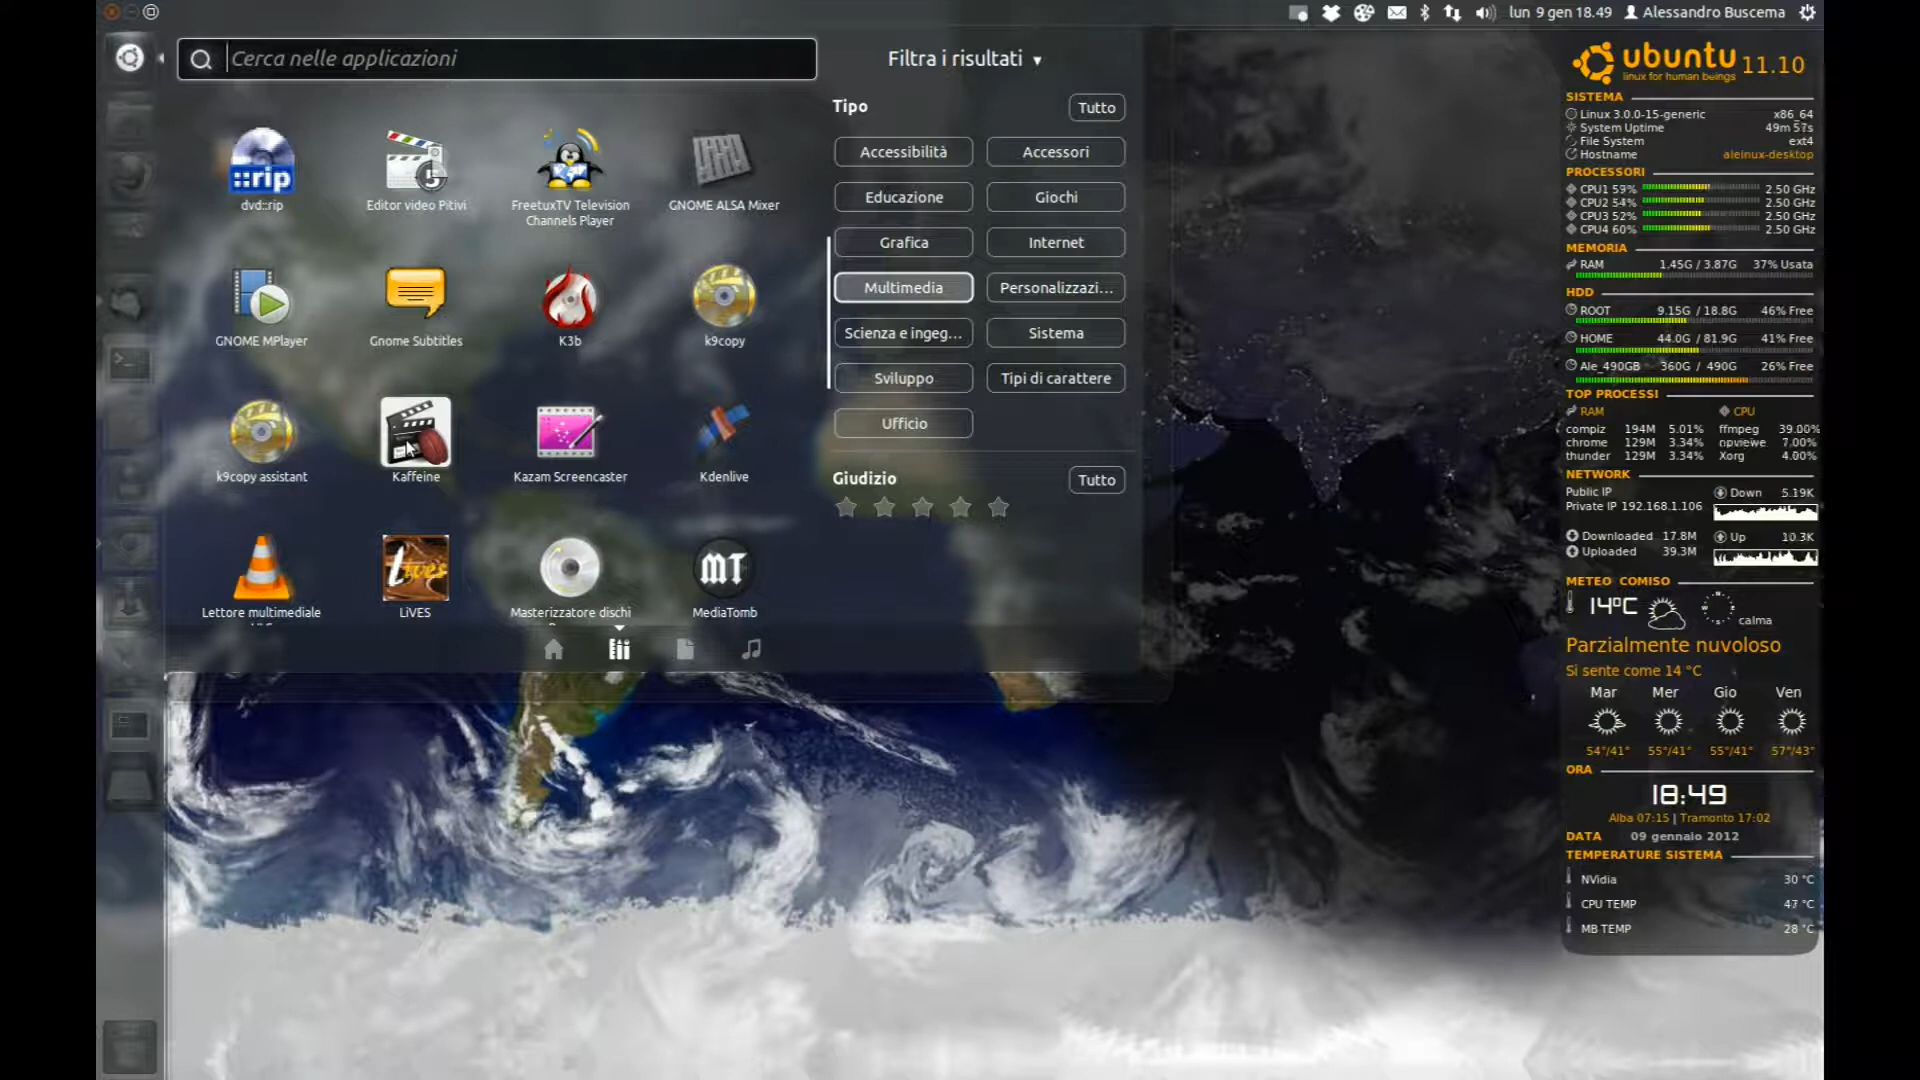 lun 9 gen 18.49 Alessandro Buscema
Cerca nelle applicazioni
Filtra i risultati ▾
dvd::rip
Editor video Pitivi
FreetuxTV Television
Channels Player
GNOME ALSA Mixer
GNOME MPlayer
Gnome Subtitles
K3b
k9copy
k9copy assistant
Kaffeine
Kazam Screencaster
Kdenlive
Lettore multimediale
LiVES
Masterizzatore dischi
MediaTomb
::rip
5
Lives
MT
Tipo Tutto
Accessibilità Accessori
Educazione Giochi
Grafica Internet
Multimedia Personalizzazi...
Scienza e ingeg... Sistema
Sviluppo Tipi di carattere
Ufficio
Giudizio Tutto
ubuntu 11.10
linux for human beings
SISTEMA
Linux 3.0.0-15-generic x86_64
System Uptime 49m 57s
File System ext4
Hostname aleinux-desktop
PROCESSORI
CPU1 59% 2.50 GHz
CPU2 54% 2.50 GHz
CPU3 52% 2.50 GHz
CPU4 60% 2.50 GHz
MEMORIA
RAM 1.45G / 3.87G 37% Usata
HDD
ROOT 9.15G / 18.8G 46% Free
HOME 44.0G / 81.9G 41% Free
Ale_490GB 360G / 490G 26% Free
TOP PROCESSI
RAM CPU
compiz 194M 5.01% ffmpeg 39.00%
chrome 129M 3.34% npviewe 7.00%
thunder 129M 3.34% Xorg 4.00%
NETWORK
Public IP Down 5.19K
Private IP 192.168.1.106
Downloaded 17.8M Up 10.3K
Uploaded 39.3M
METEO COMISO
14°C calma
Parzialmente nuvoloso
Si sente come 14 °C
Mar Mer Gio Ven
54°/41° 55°/41° 55°/41° 57°/43°
ORA
18:49
Alba 07:15 | Tramonto 17:02
DATA 09 gennaio 2012
TEMPERATURE SISTEMA
NVidia 30 °C
CPU TEMP 47 °C
MB TEMP 28 °C